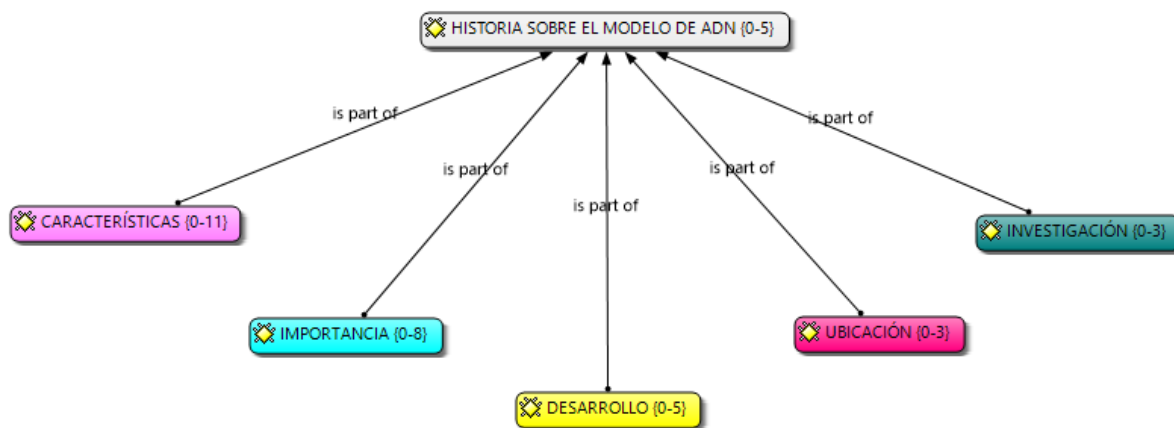 HISTORIA SOBRE EL MODELO DE ADN {0-5}
is part of
is part of
is part of
is part of
is part of
CARACTERÍSTICAS {0-11}
INVESTIGACIÓN {0-3}
IMPORTANCIA {0-8}
UBICACIÓN {0-3}
DESARROLLO {0-5}